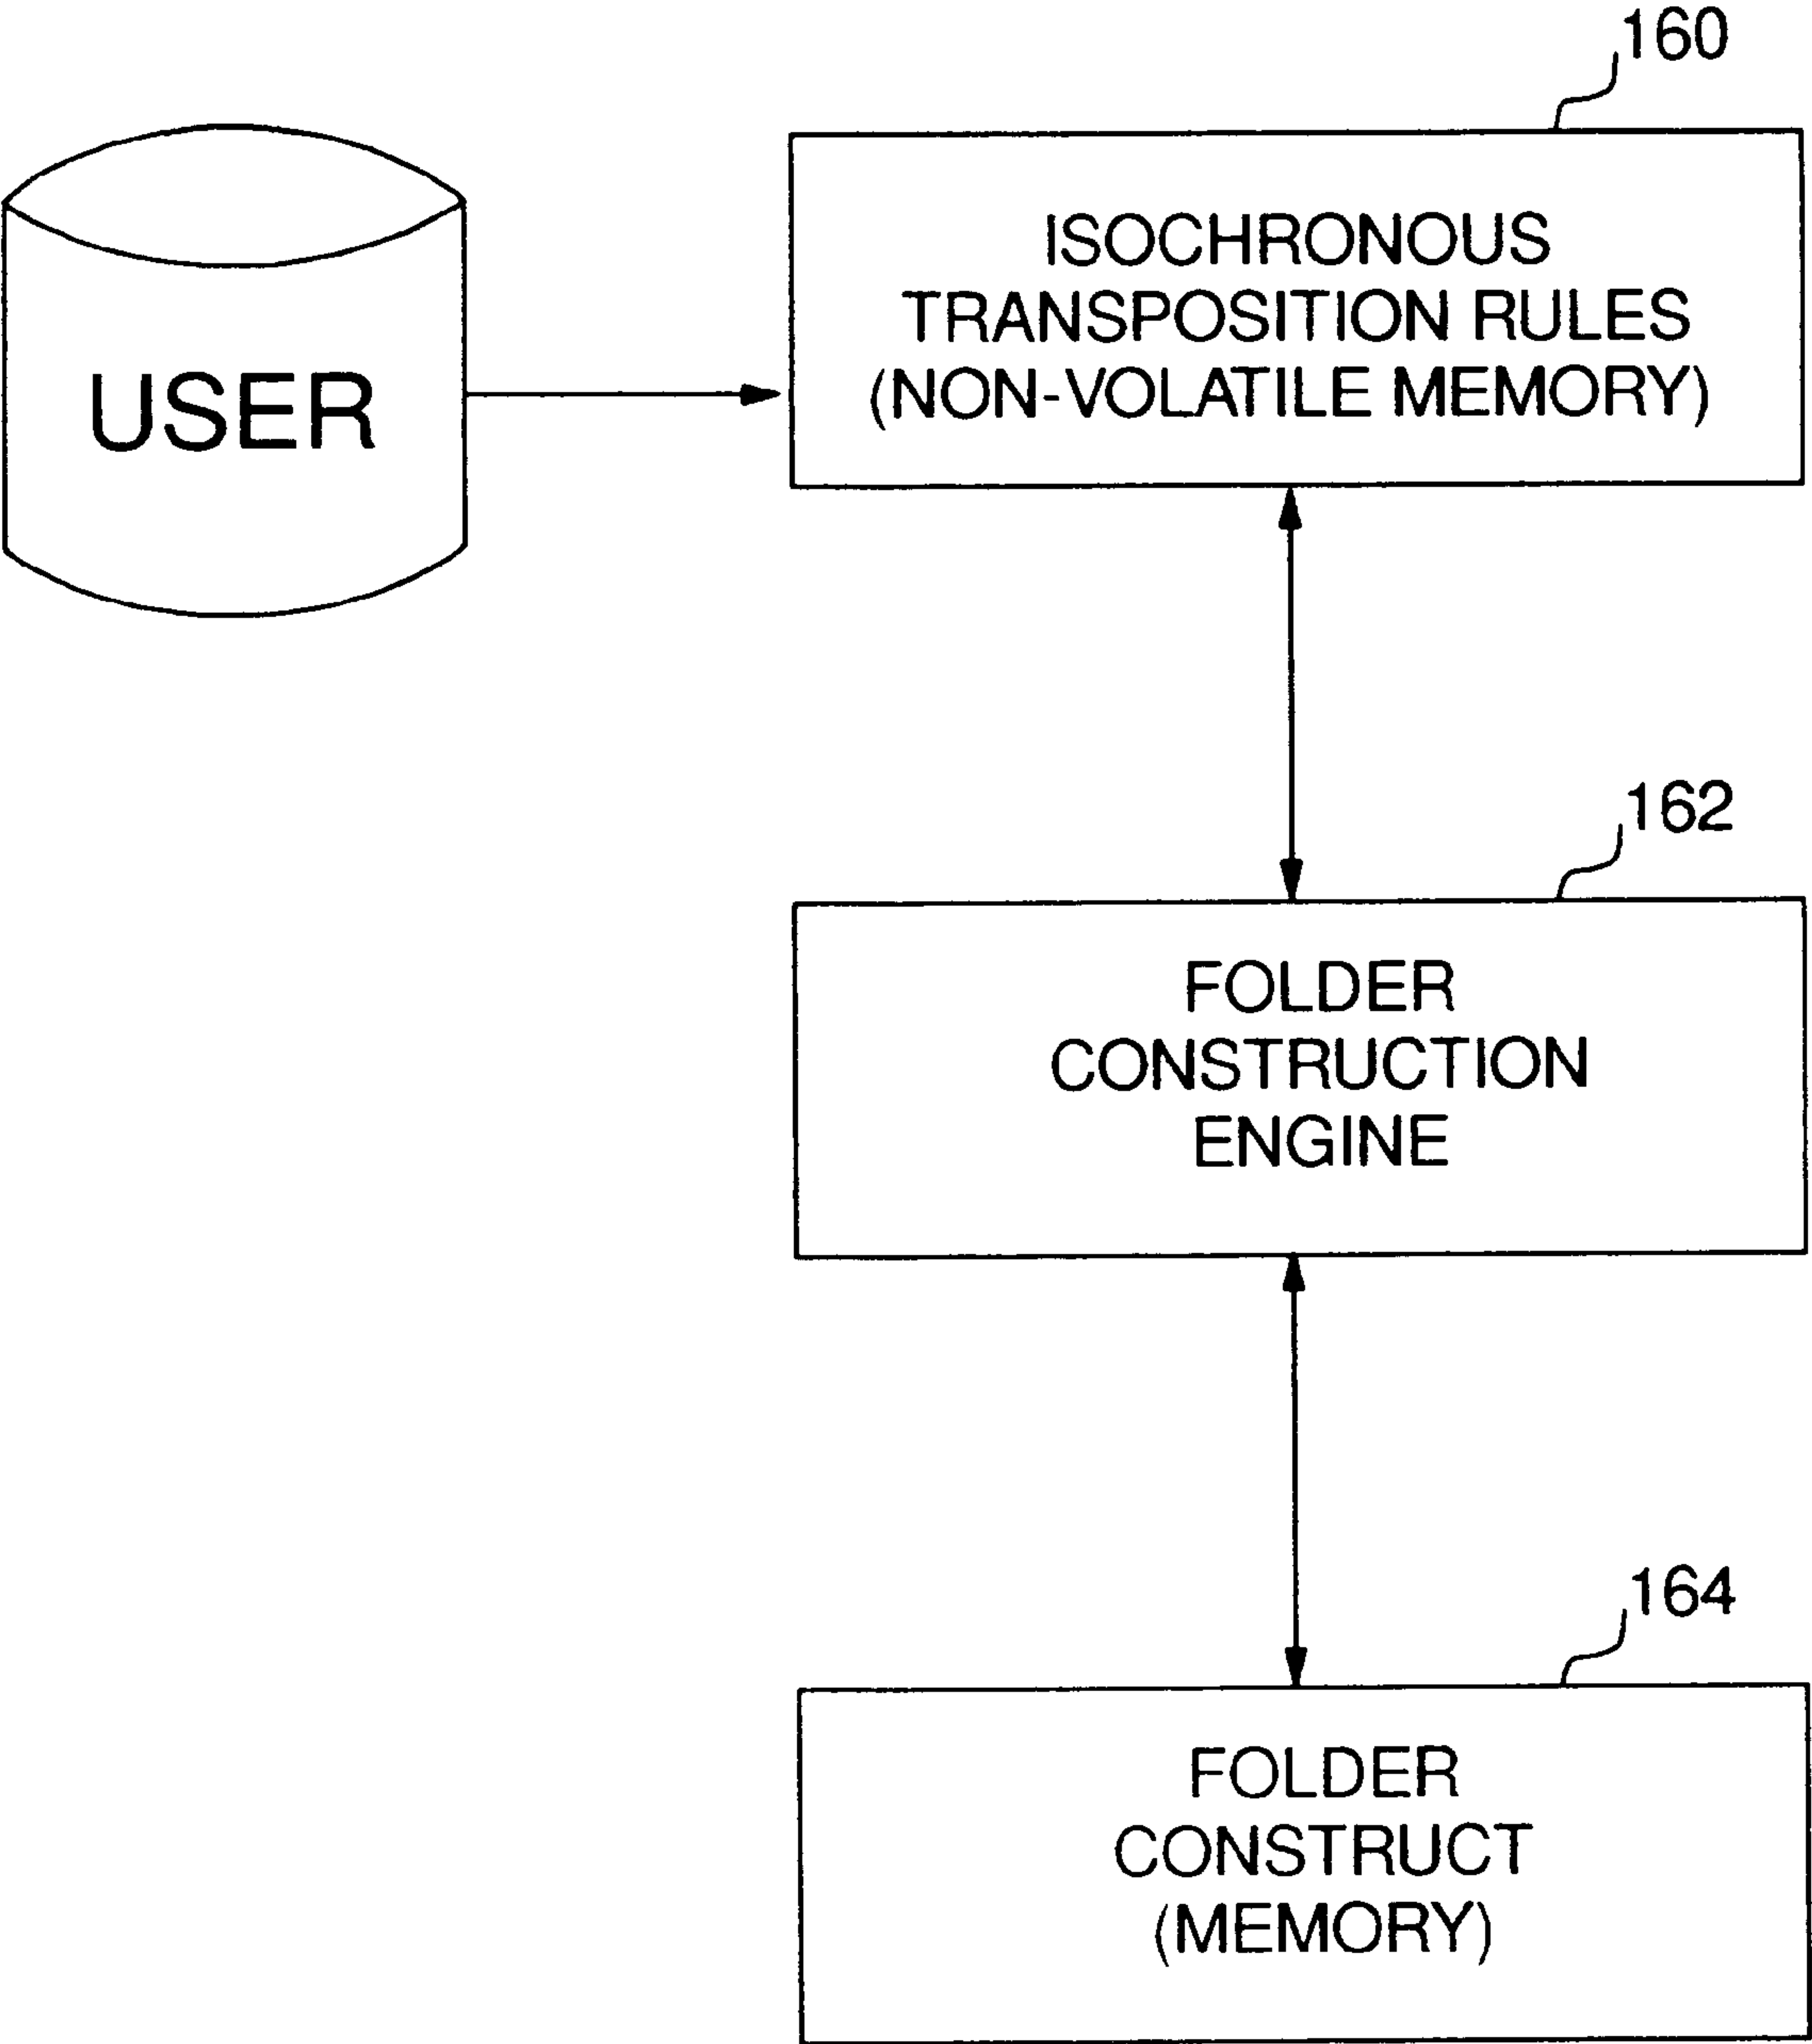 160
ISOCHRONOUS
TRANSPOSITION RULES
(NON-VOLATILE MEMORY)
USER
162
FOLDER
CONSTRUCTION
ENGINE
164
FOLDER
CONSTRUCT
(MEMORY)